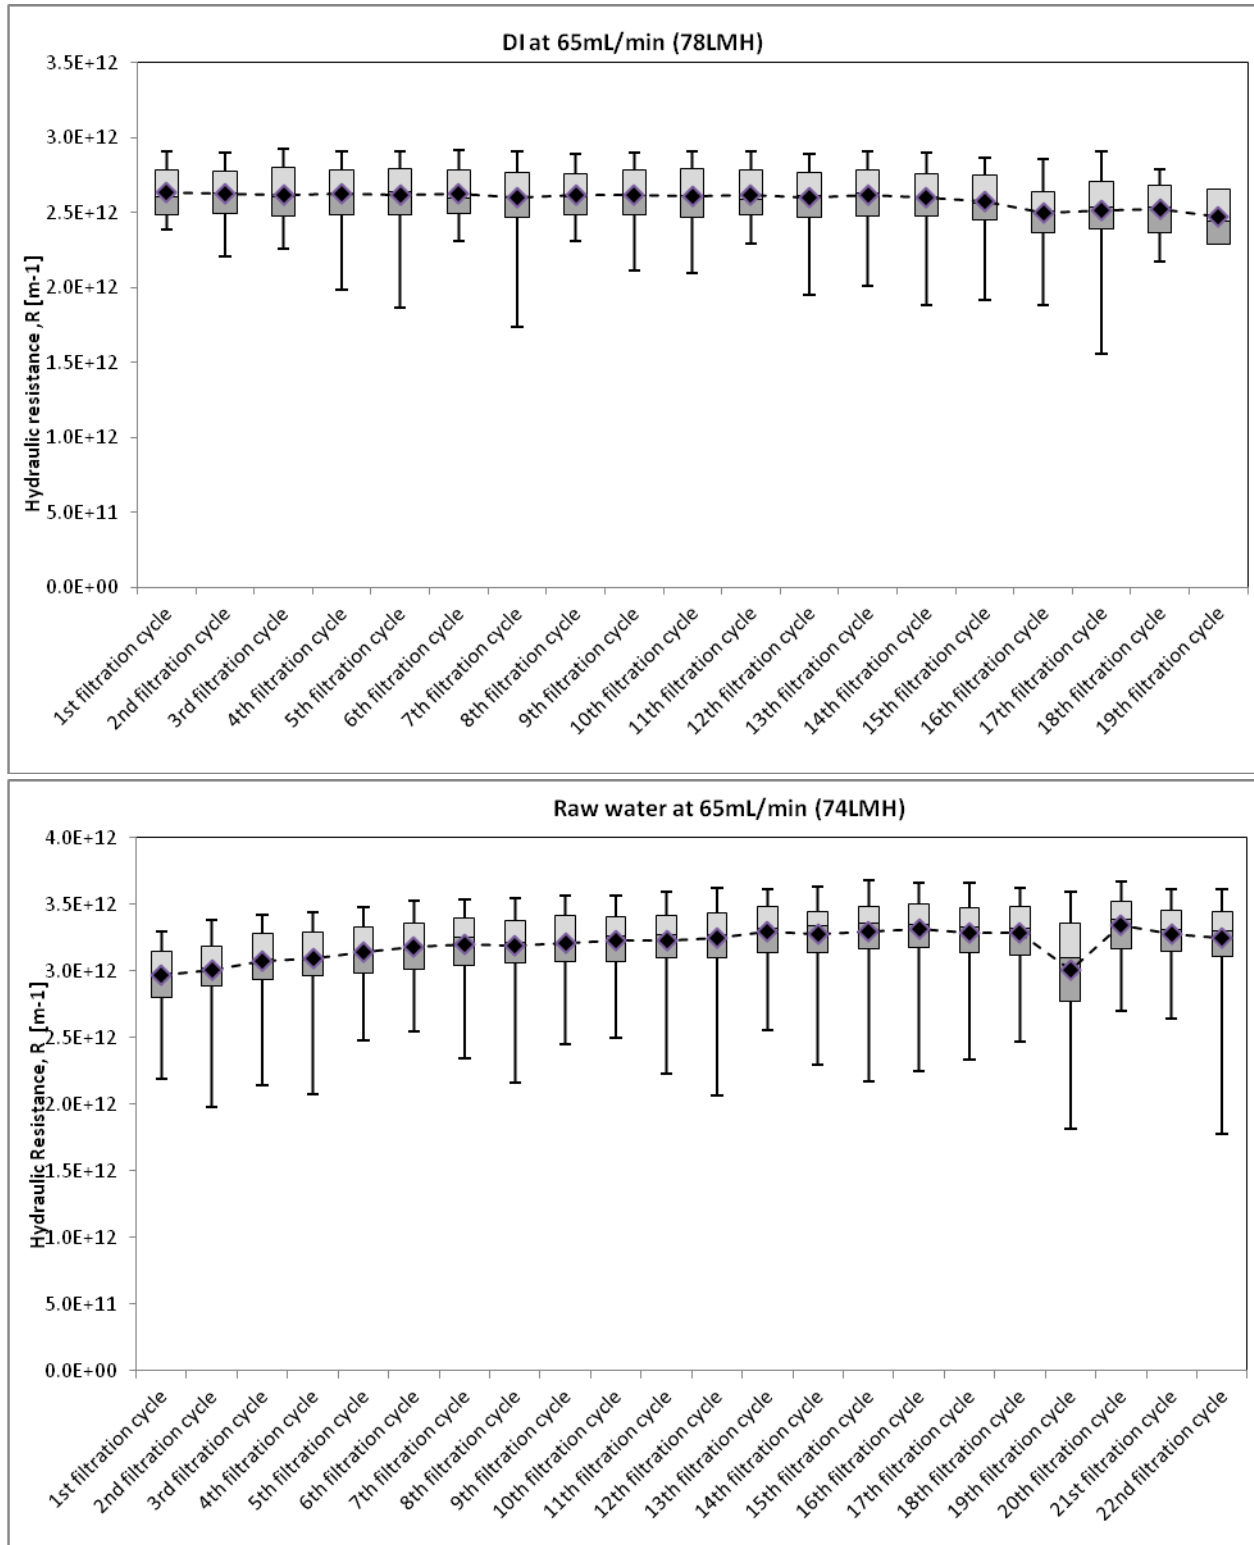 DI at 65mL/min (78LMH)
Hydraulic resistance ,R [m-1]
3.5E+12
3.0E+12
2.5E+12
2.0E+12
1.5E+12
1.0E+12
5.0E+11
0.0E+00
1st filtration cycle
2nd filtration cycle
3rd filtration cycle
4th filtration cycle
5th filtration cycle
6th filtration cycle
7th filtration cycle
8th filtration cycle
9th filtration cycle
10th filtration cycle
11th filtration cycle
12th filtration cycle
13th filtration cycle
14th filtration cycle
15th filtration cycle
16th filtration cycle
17th filtration cycle
18th filtration cycle
19th filtration cycle
Raw water at 65mL/min (74LMH)
Hydraulic Resistance, R [m-1]
4.0E+12
3.5E+12
3.0E+12
2.5E+12
2.0E+12
1.5E+12
1.0E+12
5.0E+11
0.0E+00
1st filtration cycle
2nd filtration cycle
3rd filtration cycle
4th filtration cycle
5th filtration cycle
6th filtration cycle
7th filtration cycle
8th filtration cycle
9th filtration cycle
10th filtration cycle
11th filtration cycle
12th filtration cycle
13th filtration cycle
14th filtration cycle
15th filtration cycle
16th filtration cycle
17th filtration cycle
18th filtration cycle
19th filtration cycle
20th filtration cycle
21st filtration cycle
22nd filtration cycle